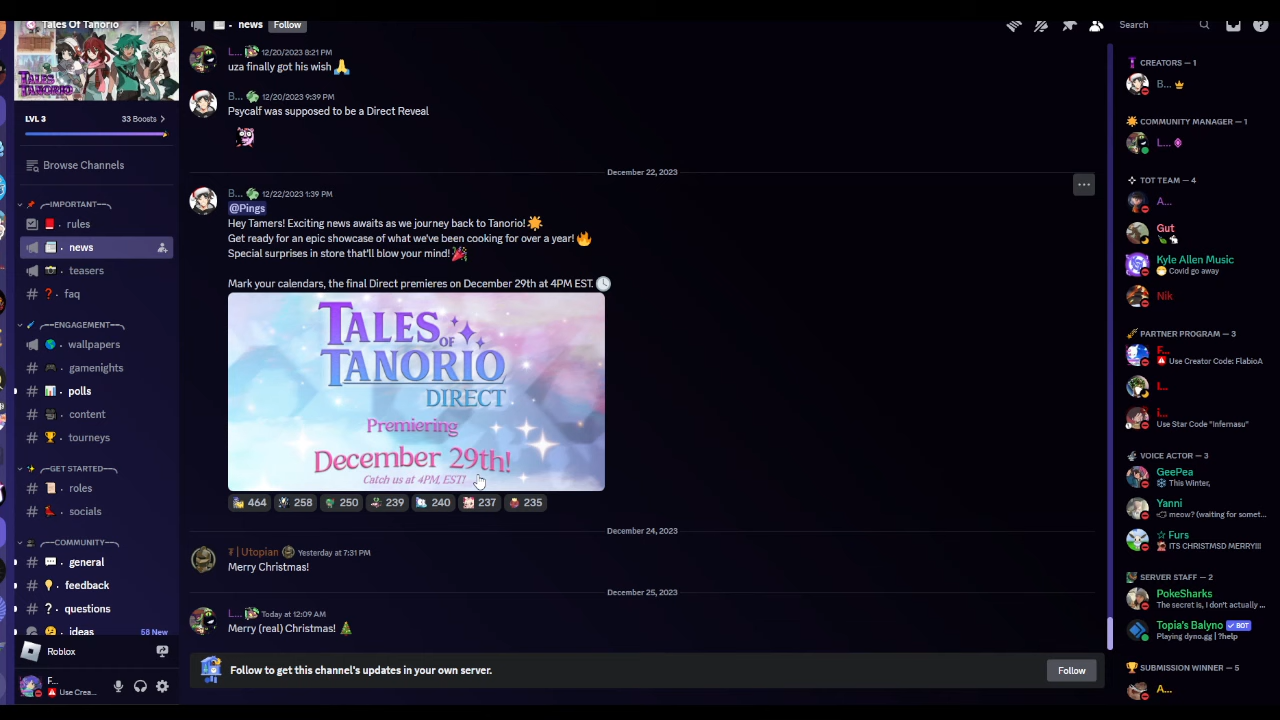 Tales Of Tanorio
TALES OF TANORIO
LVL 3
33 Boosts
Browse Channels
IMPORTANT
rules
news
teasers
faq
ENGAGEMENT
wallpapers
gamenights
polls
content
tourneys
GET STARTED
roles
socials
COMMUNITY
general
feedback
questions
ideas
58 New
Roblox
F...
Use Crea...
news
Follow
Search
L... 12/20/2023 8:21 PM
uza finally got his wish
B... 12/20/2023 9:39 PM
Psycalf was supposed to be a Direct Reveal
December 22, 2023
B... 12/22/2023 1:39 PM
@Pings
Hey Tamers! Exciting news awaits as we journey back to Tanorio!
Get ready for an epic showcase of what we've been cooking for over a year!
Special surprises in store that'll blow your mind!
Mark your calendars, the final Direct premieres on December 29th at 4PM EST.
TALES
OF
TANORIO
DIRECT
Premiering
December 29th!
Catch us at 4PM, EST!
464 258 250 239 240 237 235
December 24, 2023
₮ | Utopian Yesterday at 7:31 PM
Merry Christmas!
December 25, 2023
L... Today at 12:09 AM
Merry (real) Christmas!
Follow to get this channel's updates in your own server.
Follow
CREATORS — 1
B...
COMMUNITY MANAGER — 1
L...
TOT TEAM — 4
A...
Gut
Kyle Allen Music
Covid go away
Nik
PARTNER PROGRAM — 3
F...
Use Creator Code: FlabioA
L...
i...
Use Star Code "Infernasu"
VOICE ACTOR — 3
GeePea
This Winter,
Yanni
meow? (waiting for somet...
☆ Furs
ITS CHRISTMSD MERRY!!!
SERVER STAFF — 2
PokeSharks
The secret is, I don't actually ...
Topia's Balyno BOT
Playing dyno.gg | ?help
SUBMISSION WINNER — 5
A...